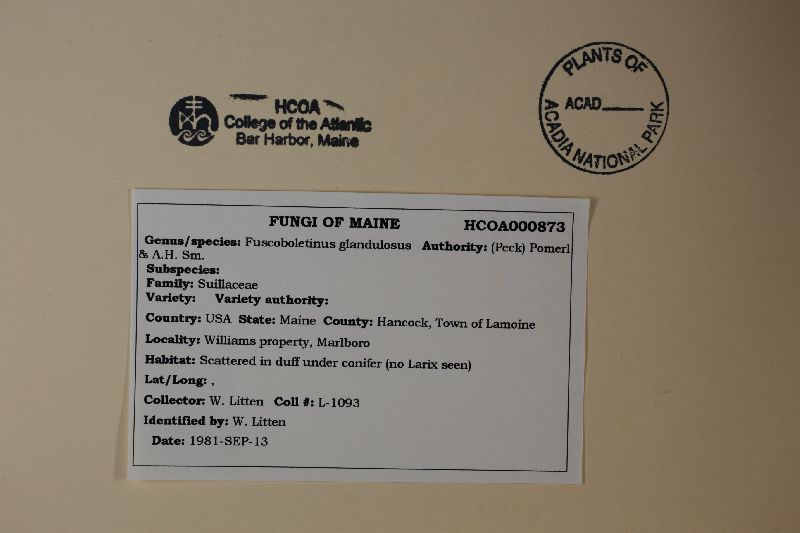 HCOA
College of the Atlantic
Bar Harbor, Maine
PLANTS OF
ACAD____
ACADIA NATIONAL PARK
FUNGI OF MAINE HCOA000873
Genus/species: Fuscoboletinus glandulosus Authority: (Peck) Pomerl
& A.H. Sm.
Subspecies:
Family: Suillaceae
Variety: Variety authority:
Country: USA State: Maine County: Hancock, Town of Lamoine
Locality: Williams property, Marlboro
Habitat: Scattered in duff under conifer (no Larix seen)
Lat/Long: ,
Collector: W. Litten Coll #: L-1093
Identified by: W. Litten
Date: 1981-SEP-13